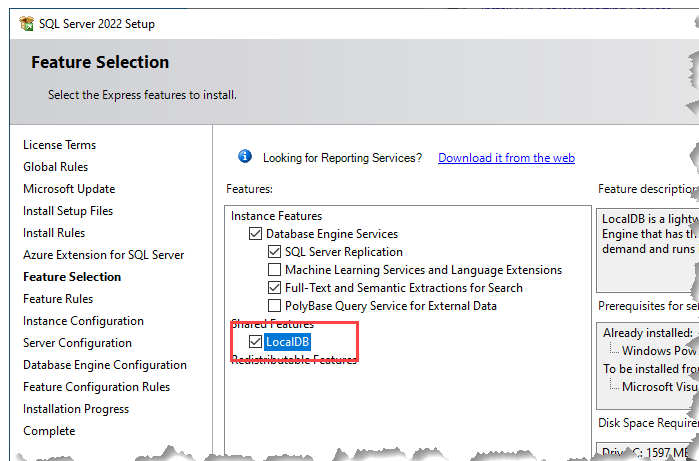 SQL Server 2022 Setup
Feature Selection
Select the Express features to install.
License Terms
Global Rules
Microsoft Update
Install Setup Files
Install Rules
Azure Extension for SQL Server
Feature Selection
Feature Rules
Instance Configuration
Server Configuration
Database Engine Configuration
Feature Configuration Rules
Installation Progress
Complete
Looking for Reporting Services? Download it from the web
Features:
Instance Features
Database Engine Services
SQL Server Replication
Machine Learning Services and Language Extensions
Full-Text and Semantic Extractions for Search
PolyBase Query Service for External Data
Shared Features
LocalDB
Redistributable Features
Feature description
LocalDB is a lightw
Engine that has th
demand and runs
Prerequisites for se
Already installed:
Windows Pow
To be installed fro
Microsoft Visu
Disk Space Require
Drive C: 1597 MB